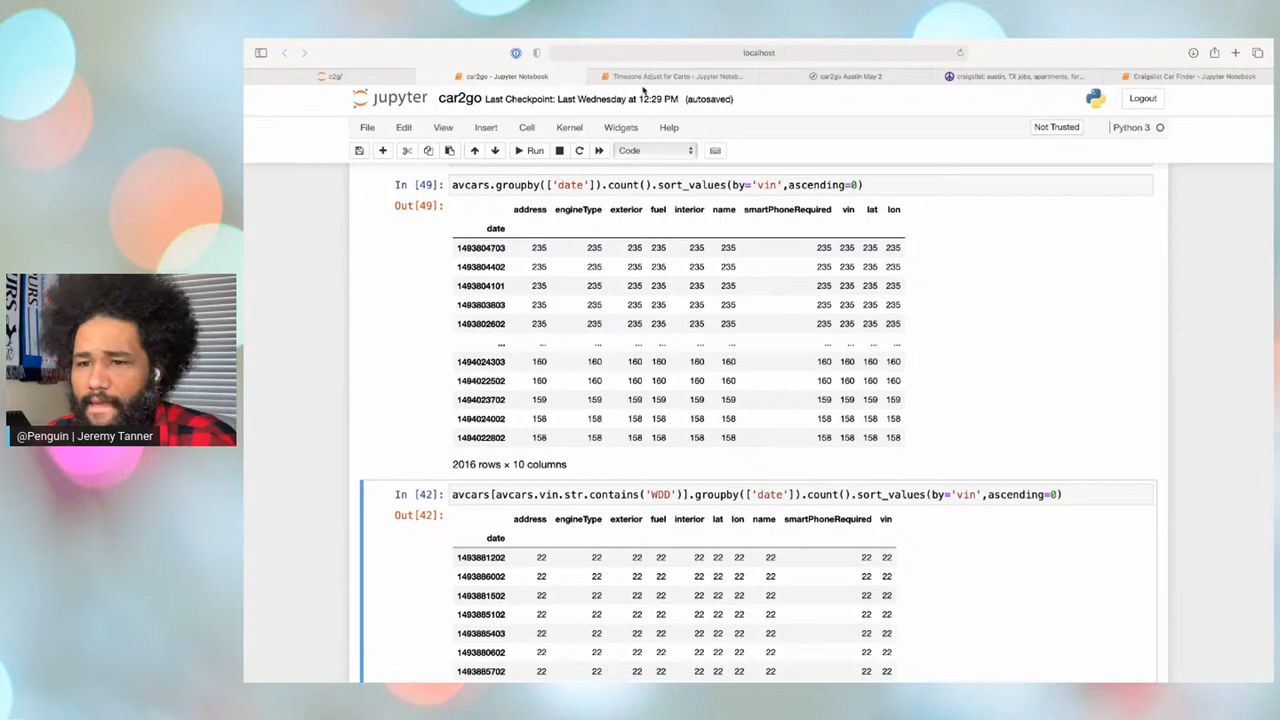 localhost
c2g/
car2go - Jupyter Notebook
Timezone Adjust for Carto - Jupyter Noteb...
car2go Austin May 2
craigslist: austin, TX jobs, apartments, for...
Craigslist Car Finder - Jupyter Notebook
jupyter car2go Last Checkpoint: Last Wednesday at 12:29 PM (autosaved)
Logout
File Edit View Insert Cell Kernel Widgets Help
Not Trusted
Python 3
Run
Code
In [49]: avcars.groupby(['date']).count().sort_values(by='vin',ascending=0)
Out[49]:
address engineType exterior fuel interior name smartPhoneRequired vin lat lon
date
1493804703 235 235 235 235 235 235 235 235 235 235
1493804402 235 235 235 235 235 235 235 235 235 235
1493804101 235 235 235 235 235 235 235 235 235 235
1493803803 235 235 235 235 235 235 235 235 235 235
1493802602 235 235 235 235 235 235 235 235 235 235
... ... ... ... ... ... ... ... ... ... ...
1494024303 160 160 160 160 160 160 160 160 160 160
1494022502 160 160 160 160 160 160 160 160 160 160
1494023702 159 159 159 159 159 159 159 159 159 159
1494024002 158 158 158 158 158 158 158 158 158 158
1494022802 158 158 158 158 158 158 158 158 158 158
2016 rows × 10 columns
In [42]: avcars[avcars.vin.str.contains('WDD')].groupby(['date']).count().sort_values(by='vin',ascending=0)
Out[42]:
address engineType exterior fuel interior lat lon name smartPhoneRequired vin
date
1493881202 22 22 22 22 22 22 22 22 22 22
1493886002 22 22 22 22 22 22 22 22 22 22
1493881502 22 22 22 22 22 22 22 22 22 22
1493885102 22 22 22 22 22 22 22 22 22 22
1493885403 22 22 22 22 22 22 22 22 22 22
1493880602 22 22 22 22 22 22 22 22 22 22
1493885702 22 22 22 22 22 22 22 22 22 22
@Penguin | Jeremy Tanner